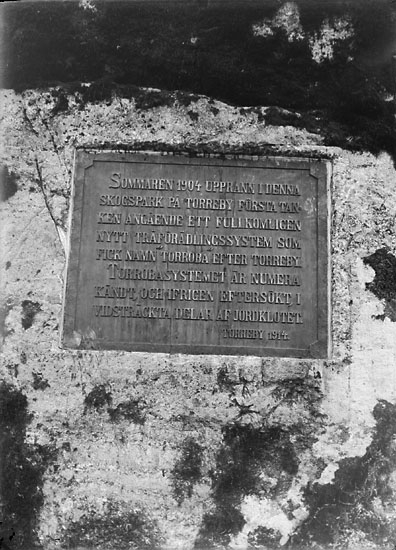 SOMMAREN 1904 UPPRANN I DENNA
SKOGSPARK PÅ TORREBY FÖRSTA TAN-
KEN ANGÅENDE ETT FULLKOMLIGEN
NYTT TRÄFÖRÄDLINGSSYSTEM SOM
FICK NAMN TORROBA EFTER TORREBY.
TORROBASYSTEMET ÄR NUMERA
KÄNDT, OCH IFRIGEN EFTERSÖKT I
VIDSTRÄCKTA DELAR AF JORDKLOTET.
TORREBY 1914.